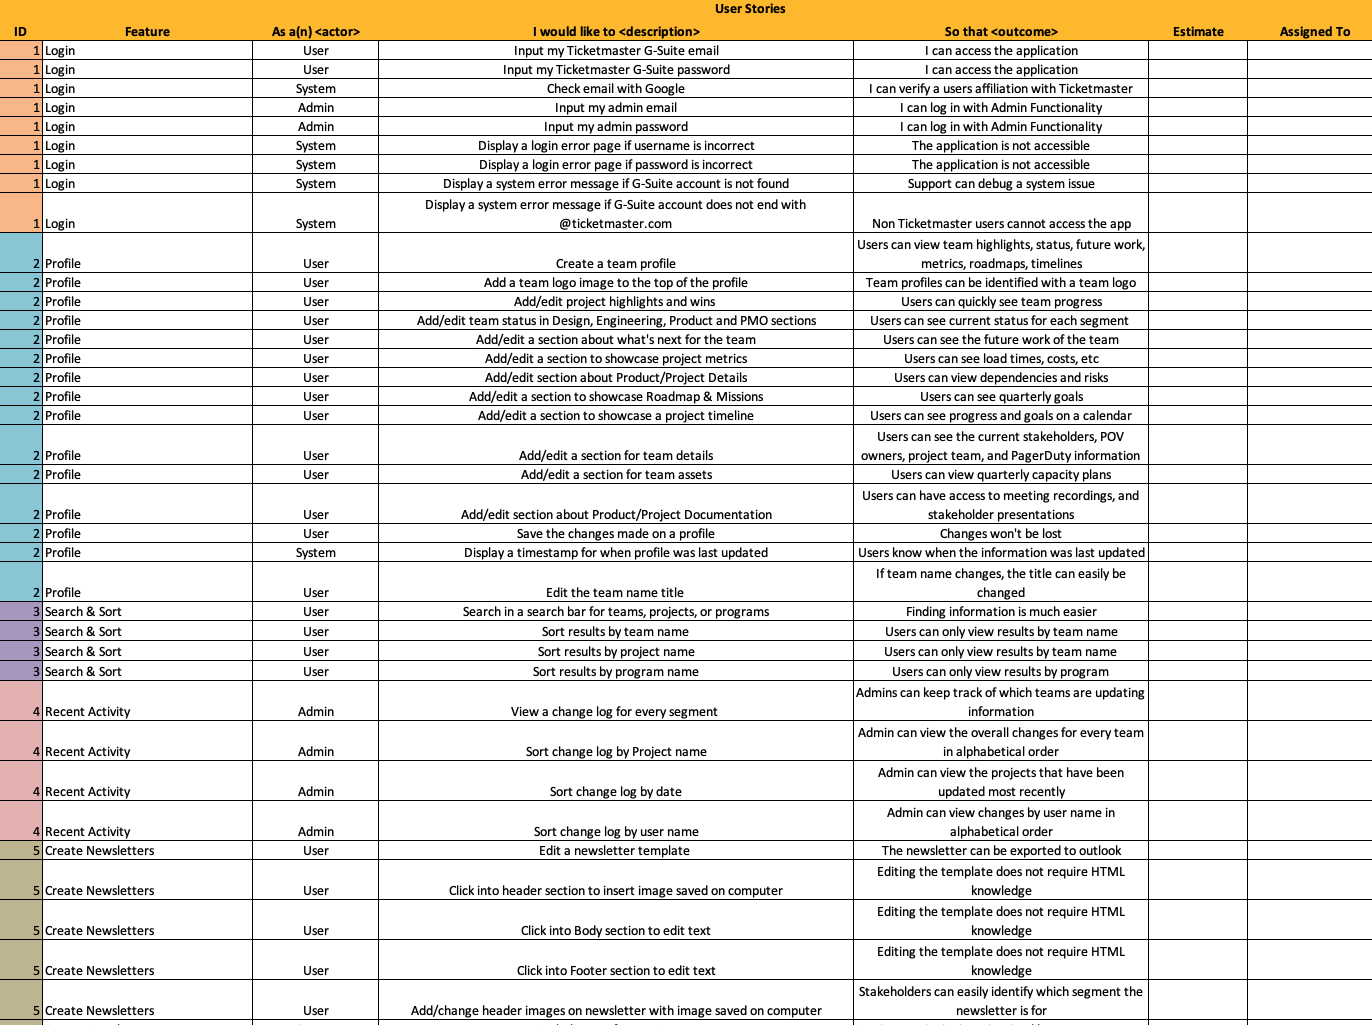 User Stories
ID Feature As a(n) <actor> I would like to <description> So that <outcome> Estimate Assigned To
1 Login User Input my Ticketmaster G-Suite email I can access the application
1 Login User Input my Ticketmaster G-Suite password I can access the application
1 Login System Check email with Google I can verify a users affiliation with Ticketmaster
1 Login Admin Input my admin email I can log in with Admin Functionality
1 Login Admin Input my admin password I can log in with Admin Functionality
1 Login System Display a login error page if username is incorrect The application is not accessible
1 Login System Display a login error page if password is incorrect The application is not accessible
1 Login System Display a system error message if G-Suite account is not found Support can debug a system issue
Display a system error message if G-Suite account does not end with
1 Login System @ticketmaster.com Non Ticketmaster users cannot access the app
Users can view team highlights, status, future work,
2 Profile User Create a team profile metrics, roadmaps, timelines
2 Profile User Add a team logo image to the top of the profile Team profiles can be identified with a team logo
2 Profile User Add/edit project highlights and wins Users can quickly see team progress
2 Profile User Add/edit team status in Design, Engineering, Product and PMO sections Users can see current status for each segment
2 Profile User Add/edit a section about what's next for the team Users can see the future work of the team
2 Profile User Add/edit a section to showcase project metrics Users can see load times, costs, etc
2 Profile User Add/edit section about Product/Project Details Users can view dependencies and risks
2 Profile User Add/edit a section to showcase Roadmap & Missions Users can see quarterly goals
2 Profile User Add/edit a section to showcase a project timeline Users can see progress and goals on a calendar
Users can see the current stakeholders, POV
2 Profile User Add/edit a section for team details owners, project team, and PagerDuty information
2 Profile User Add/edit a section for team assets Users can view quarterly capacity plans
Users can have access to meeting recordings, and
2 Profile User Add/edit section about Product/Project Documentation stakeholder presentations
2 Profile User Save the changes made on a profile Changes won't be lost
2 Profile System Display a timestamp for when profile was last updated Users know when the information was last updated
If team name changes, the title can easily be
2 Profile User Edit the team name title changed
3 Search & Sort User Search in a search bar for teams, projects, or programs Finding information is much easier
3 Search & Sort User Sort results by team name Users can only view results by team name
3 Search & Sort User Sort results by project name Users can only view results by team name
3 Search & Sort User Sort results by program name Users can only view results by program
Admins can keep track of which teams are updating
4 Recent Activity Admin View a change log for every segment information
Admin can view the overall changes for every team
4 Recent Activity Admin Sort change log by Project name in alphabetical order
Admin can view the projects that have been
4 Recent Activity Admin Sort change log by date updated most recently
Admin can view changes by user name in
4 Recent Activity Admin Sort change log by user name alphabetical order
5 Create Newsletters User Edit a newsletter template The newsletter can be exported to outlook
Editing the template does not require HTML
5 Create Newsletters User Click into header section to insert image saved on computer knowledge
Editing the template does not require HTML
5 Create Newsletters User Click into Body section to edit text knowledge
Editing the template does not require HTML
5 Create Newsletters User Click into Footer section to edit text knowledge
Stakeholders can easily identify which segment the
5 Create Newsletters User Add/change header images on newsletter with image saved on computer newsletter is for